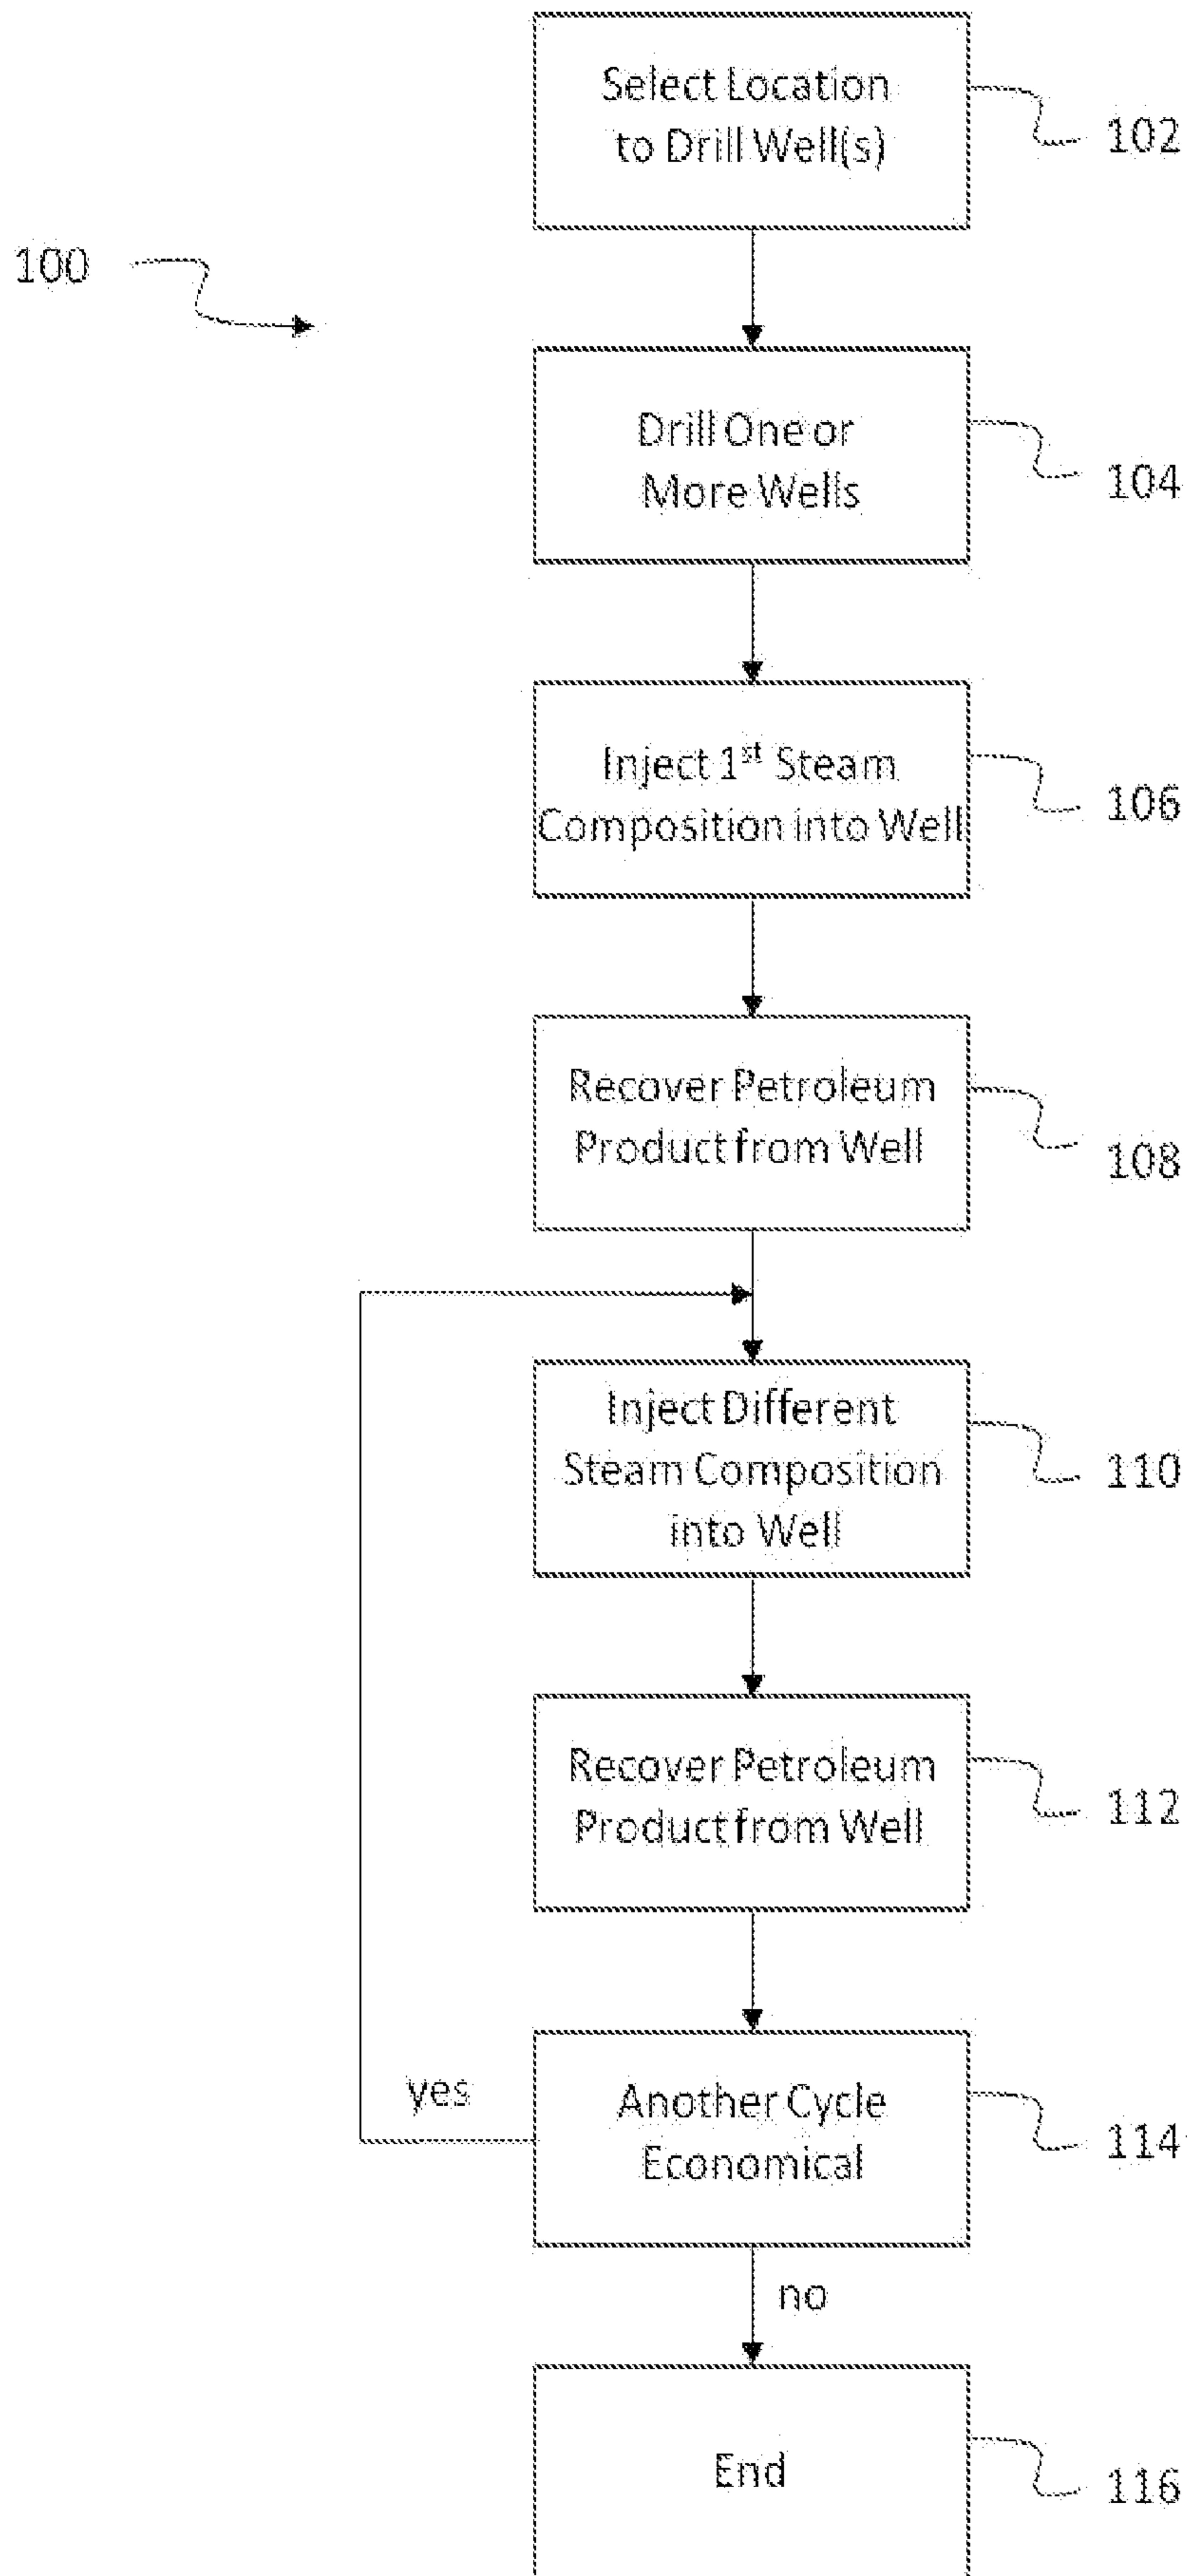 Select Location
to Drill Well(s)
102
100
Drill One or
More Wells
104
Inject 1st Steam
Composition into Well
106
Recover Petroleum
Product from Well
108
Inject Different
Steam Composition
into Well
110
Recover Petroleum
Product from Well
112
yes
Another Cycle
Economical
114
no
End
116